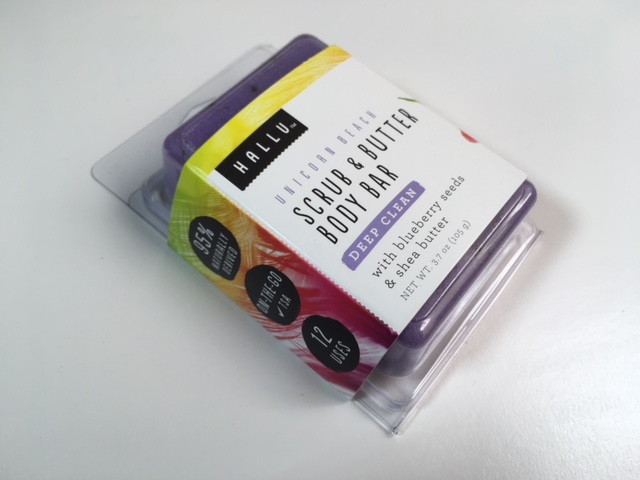 HALLU™
UNICORN BEACH
SCRUB & BUTTER
BODY BAR
DEEP CLEAN
with blueberry seeds
& shea butter
NET WT. 3.7 oz (105 g)
95%
NATURALLY
DERIVED
ON-THE-GO
✓TSA
12
USES